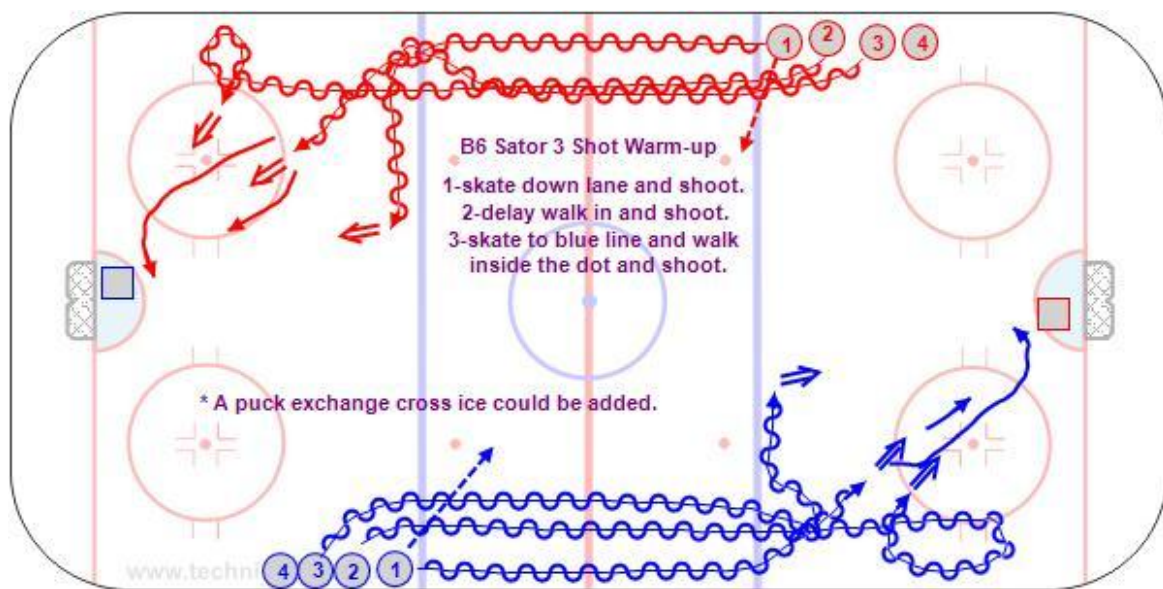 1 2 3 4
B6 Sator 3 Shot Warm-up
1-skate down lane and shoot.
2-delay walk in and shoot.
3-skate to blue line and walk
inside the dot and shoot.
* A puck exchange cross ice could be added.
4 3 2 1